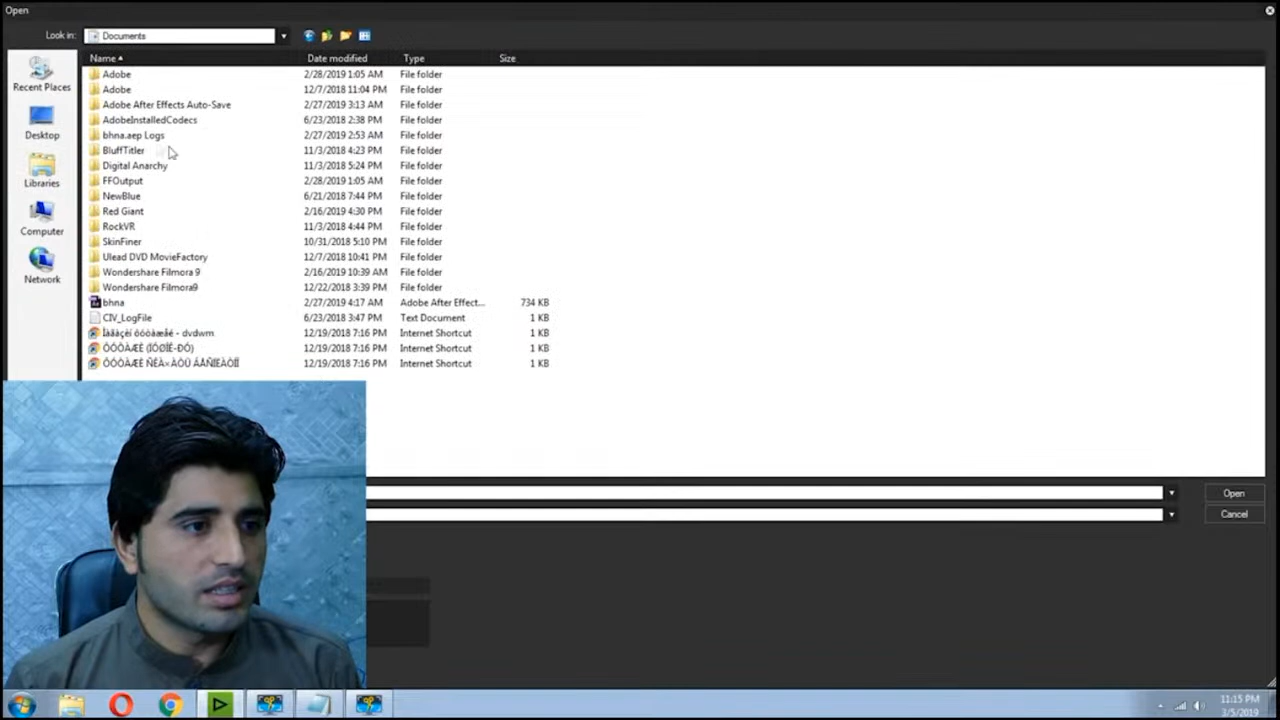 Open
Look in: Documents
Name Date modified Type Size
Adobe 2/28/2019 1:05 AM File folder
Adobe 12/7/2018 11:04 PM File folder
Adobe After Effects Auto-Save 2/27/2019 3:13 AM File folder
AdobeInstalledCodecs 6/23/2018 2:38 PM File folder
bhna.aep Logs 2/27/2019 2:53 AM File folder
BluffTitler 11/3/2018 4:23 PM File folder
Digital Anarchy 11/3/2018 5:24 PM File folder
FFOutput 2/28/2019 1:05 AM File folder
NewBlue 6/21/2018 7:44 PM File folder
Red Giant 2/16/2019 4:30 PM File folder
RockVR 11/3/2018 4:44 PM File folder
SkinFiner 10/31/2018 5:10 PM File folder
Ulead DVD MovieFactory 12/7/2018 10:41 PM File folder
Wondershare Filmora 9 2/16/2019 10:39 AM File folder
Wondershare Filmora9 12/22/2018 3:39 PM File folder
bhna 2/27/2019 4:17 AM Adobe After Effect... 734 KB
CIV_LogFile 6/23/2018 3:47 PM Text Document 1 KB
- dvdwm 12/19/2018 7:16 PM Internet Shortcut 1 KB
12/19/2018 7:16 PM Internet Shortcut 1 KB
12/19/2018 7:16 PM Internet Shortcut 1 KB
Recent Places
Desktop
Libraries
Computer
Network
Open
Cancel
11:15 PM
3/5/2019